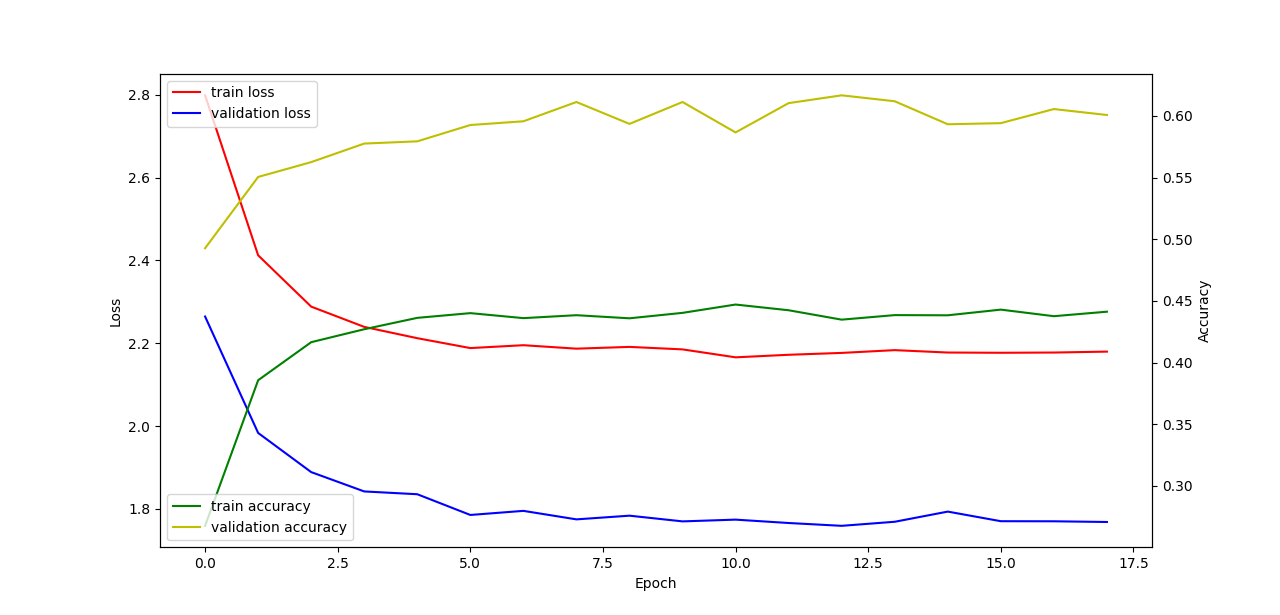 train loss
validation loss
train accuracy
validation accuracy
2.8
2.6
2.4
2.2
2.0
1.8
Loss
0.60
0.55
0.50
0.45
0.40
0.35
0.30
Accuracy
0.0 2.5 5.0 7.5 10.0 12.5 15.0 17.5
Epoch